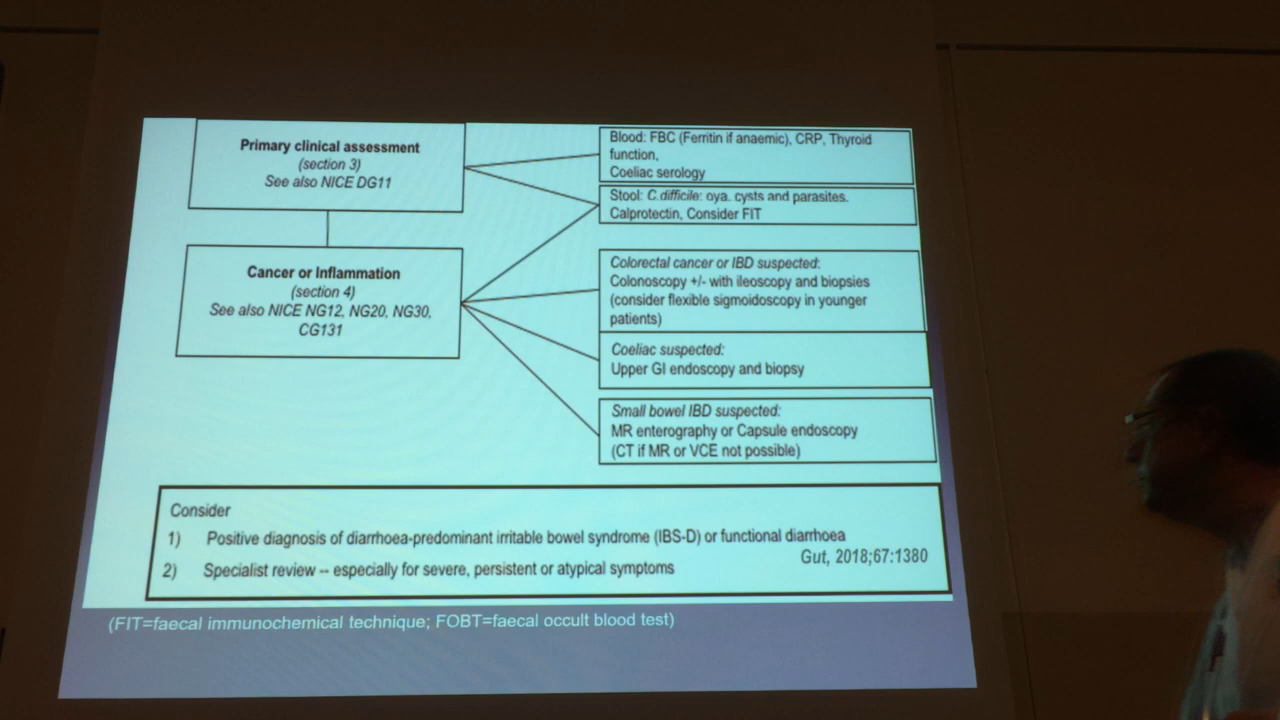 Primary clinical assessment
(section 3)
See also NICE DG11
Blood: FBC (Ferritin if anaemic), CRP, Thyroid
function,
Coeliac serology
Stool: C.difficile: ova. cysts and parasites.
Calprotectin, Consider FIT
Cancer or Inflammation
(section 4)
See also NICE NG12, NG20, NG30,
CG131
Colorectal cancer or IBD suspected:
Colonoscopy +/- with ileoscopy and biopsies
(consider flexible sigmoidoscopy in younger
patients)
Coeliac suspected:
Upper GI endoscopy and biopsy
Small bowel IBD suspected:
MR enterography or Capsule endoscopy
(CT if MR or VCE not possible)
Consider
1) Positive diagnosis of diarrhoea-predominant irritable bowel syndrome (IBS-D) or functional diarrhoea
Gut, 2018;67:1380
2) Specialist review -- especially for severe, persistent or atypical symptoms
(FIT=faecal immunochemical technique; FOBT=faecal occult blood test)